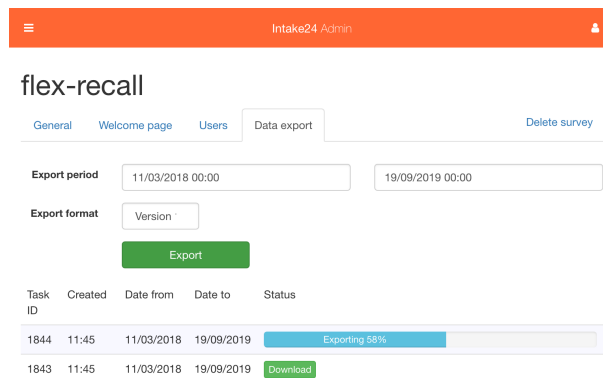 Intake24 Admin
flex-recall
General Welcome page Users Data export Delete survey
Export period 11/03/2018 00:00 19/09/2019 00:00
Export format Version
Export
Task ID Created Date from Date to Status
1844 11:45 11/03/2018 19/09/2019 Exporting 58%
1843 11:45 11/03/2018 19/09/2019 Download